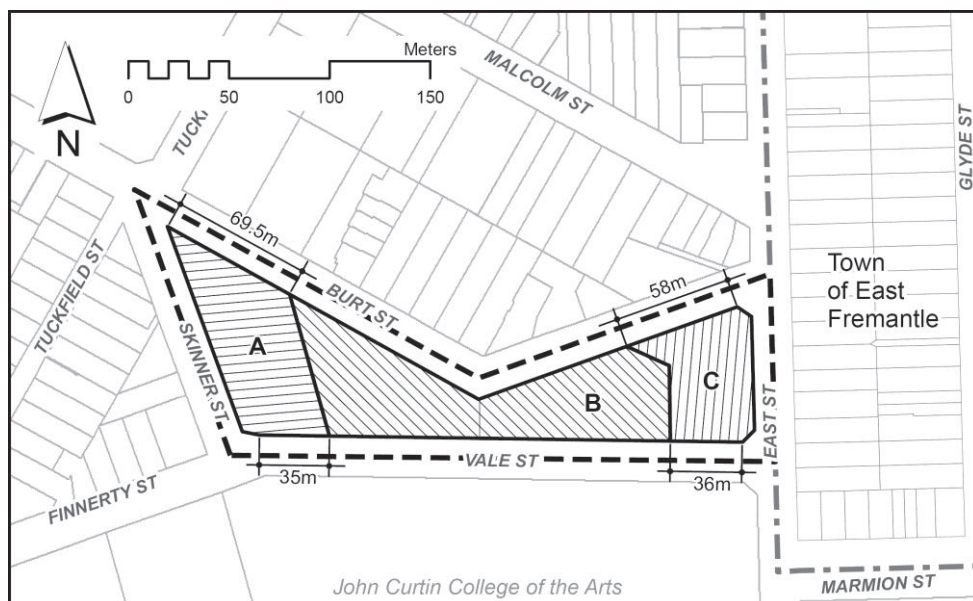 Meters
0 50 100 150
N
MALCOLM ST
GLYDE ST
69.5m
BURT ST
58m
Town
of East
Fremantle
TUCKFIELD ST
SKINNER ST
A
B
C
EAST ST
VALE ST
35m
36m
FINNERTY ST
John Curtin College of the Arts
MARMION ST